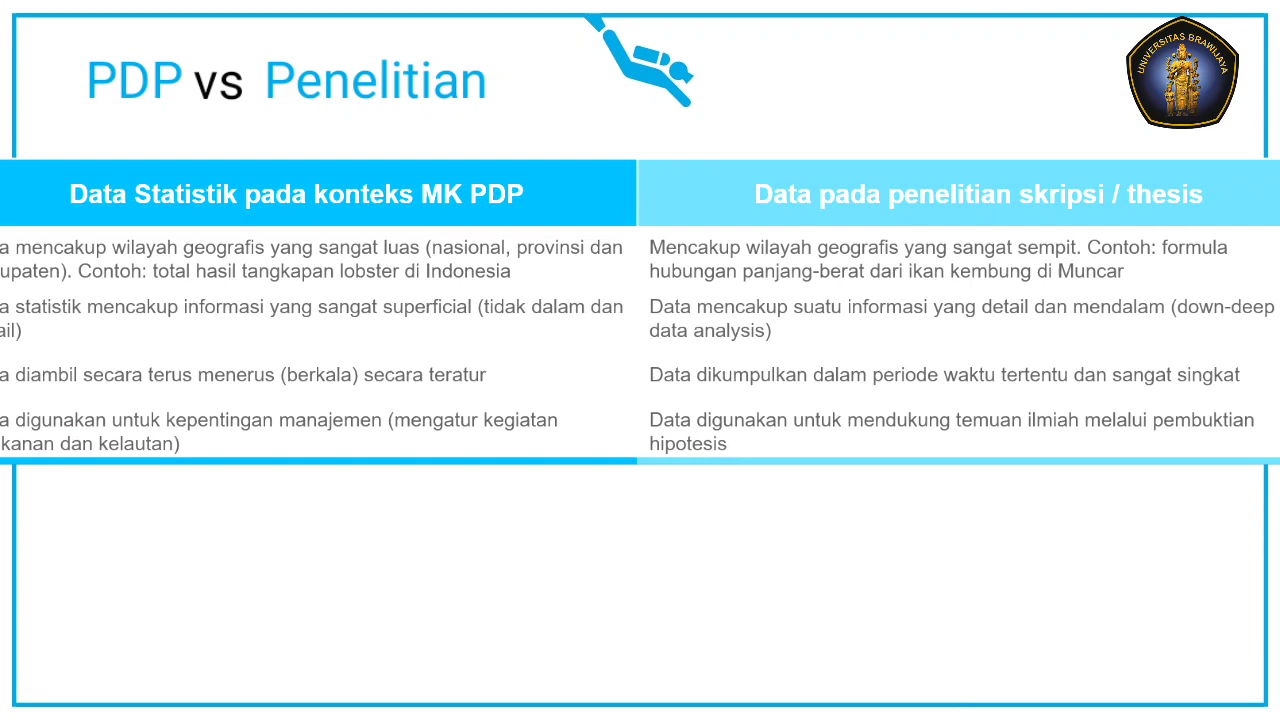 PDP vs Penelitian
UNIVERSITAS BRAWIJAYA
Data Statistik pada konteks MK PDP
Data pada penelitian skripsi / thesis
a mencakup wilayah geografis yang sangat luas (nasional, provinsi dan
upaten). Contoh: total hasil tangkapan lobster di Indonesia
Mencakup wilayah geografis yang sangat sempit. Contoh: formula
hubungan panjang-berat dari ikan kembung di Muncar
a statistik mencakup informasi yang sangat superficial (tidak dalam dan
ail)
Data mencakup suatu informasi yang detail dan mendalam (down-deep
data analysis)
a diambil secara terus menerus (berkala) secara teratur
Data dikumpulkan dalam periode waktu tertentu dan sangat singkat
a digunakan untuk kepentingan manajemen (mengatur kegiatan
kanan dan kelautan)
Data digunakan untuk mendukung temuan ilmiah melalui pembuktian
hipotesis